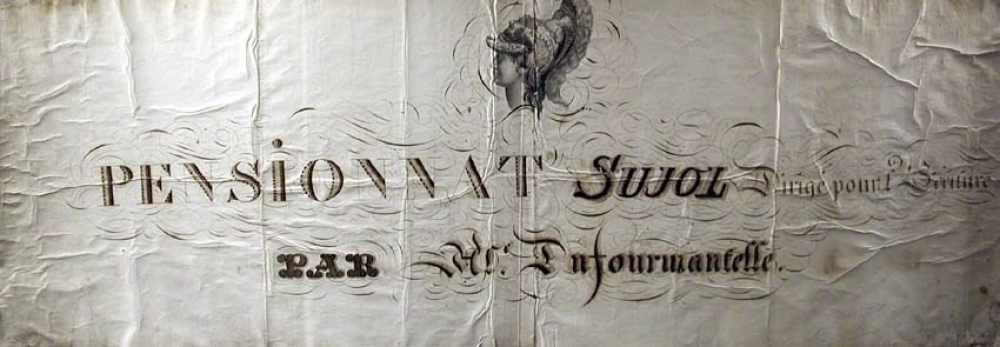 PENSIONNAT SUJOL Dirigé pour l'Écriture
PAR Mr. Dufourmantelle.